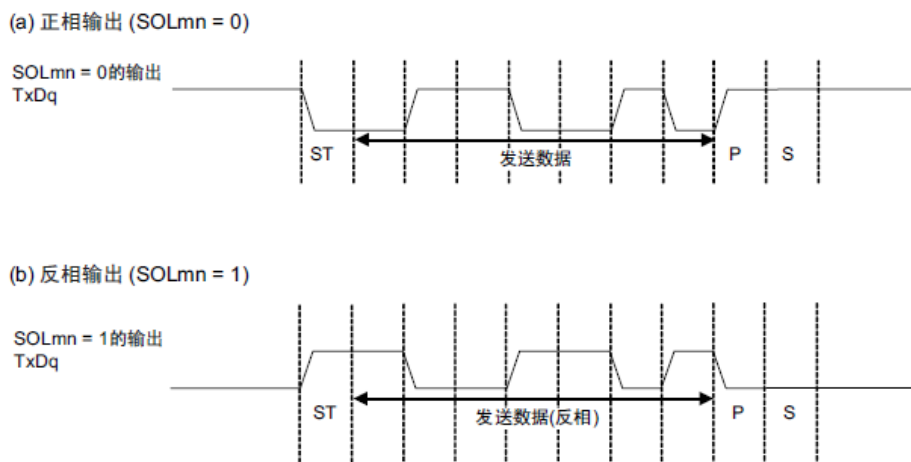 (a) 正相输出 (SOLmn = 0)
SOLmn = 0的输出
TxDq
ST
发送数据
P
S
(b) 反相输出 (SOLmn = 1)
SOLmn = 1的输出
TxDq
ST
发送数据(反相)
P
S